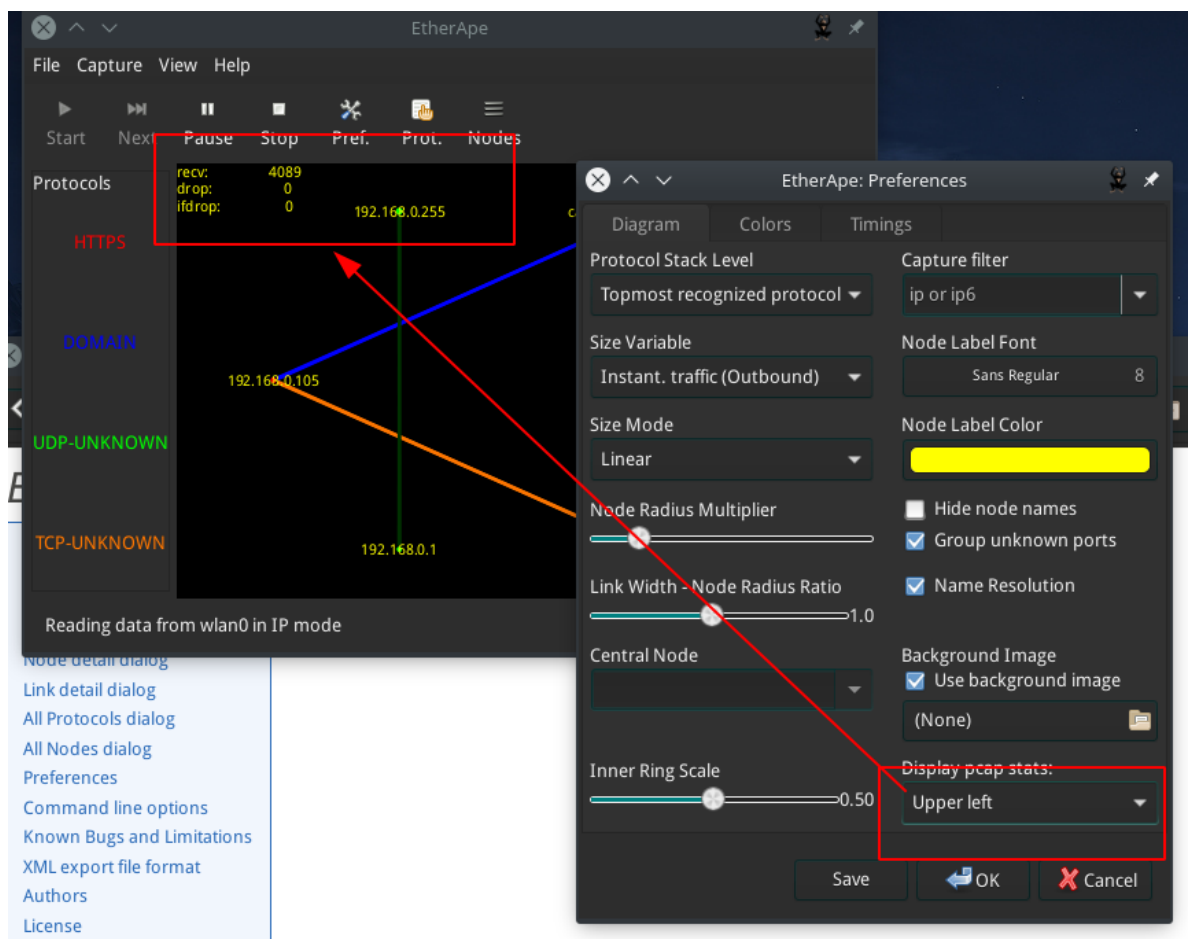 EtherApe
File Capture View Help
Start Next Pause Stop Pref. Prot. Nodes
Protocols
HTTPS
DOMAIN
UDP-UNKNOWN
TCP-UNKNOWN
recv: 4089
drop: 0
ifdrop: 0
192.168.0.255
192.168.0.105
192.168.0.1
Reading data from wlan0 in IP mode
Node detail dialog
Link detail dialog
All Protocols dialog
All Nodes dialog
Preferences
Command line options
Known Bugs and Limitations
XML export file format
Authors
License
EtherApe: Preferences
Diagram Colors Timings
Protocol Stack Level
Topmost recognized protocol
Size Variable
Instant. traffic (Outbound)
Size Mode
Linear
Node Radius Multiplier
Link Width - Node Radius Ratio
1.0
Central Node
Inner Ring Scale
0.50
Capture filter
ip or ip6
Node Label Font
Sans Regular 8
Node Label Color
Hide node names
Group unknown ports
Name Resolution
Background Image
Use background image
(None)
Display pcap stats:
Upper left
Save OK Cancel